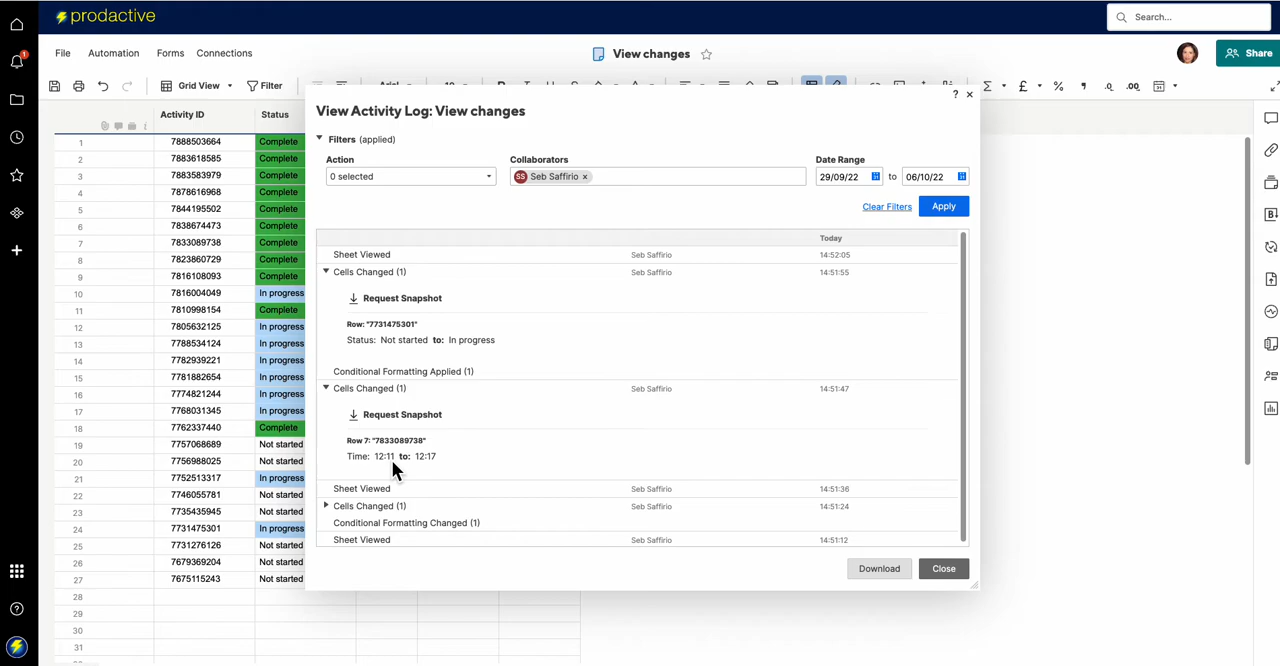 prodactive
Search...
1
File Automation Forms Connections
View changes
Share
Grid View Filter
Activity ID Status
1 7888503664 Complete
2 7883618585 Complete
3 7883583979 Complete
4 7878616968 Complete
5 7844195502 Complete
6 7838674473 Complete
7 7833089738 Complete
8 7823860729 Complete
9 7816108093 Complete
10 7816004049 In progress
11 7810998154 Complete
12 7805632125 In progress
13 7788534124 In progress
14 7782939221 In progress
15 7781882654 In progress
16 7774821244 In progress
17 7768031345 In progress
18 7762337440 Complete
19 7757068689 Not started
20 7756988025 Not started
21 7752513317 In progress
22 7746055781 Not started
23 7735435945 Not started
24 7731475301 In progress
25 7731276126 Not started
26 7679369204 Not started
27 7675115243 Not started
28
29
30
31
View Activity Log: View changes
? ×
Filters (applied)
Action Collaborators Date Range
0 selected SS Seb Saffirio × 29/09/22 to 06/10/22
Clear Filters Apply
Today
Sheet Viewed Seb Saffirio 14:52:05
Cells Changed (1) Seb Saffirio 14:51:55
Request Snapshot
Row: "7731475301"
Status: Not started to: In progress
Conditional Formatting Applied (1)
Cells Changed (1) Seb Saffirio 14:51:47
Request Snapshot
Row 7: "7833089738"
Time: 12:11 to: 12:17
Sheet Viewed Seb Saffirio 14:51:36
Cells Changed (1) Seb Saffirio 14:51:24
Conditional Formatting Changed (1)
Sheet Viewed Seb Saffirio 14:51:12
Download Close